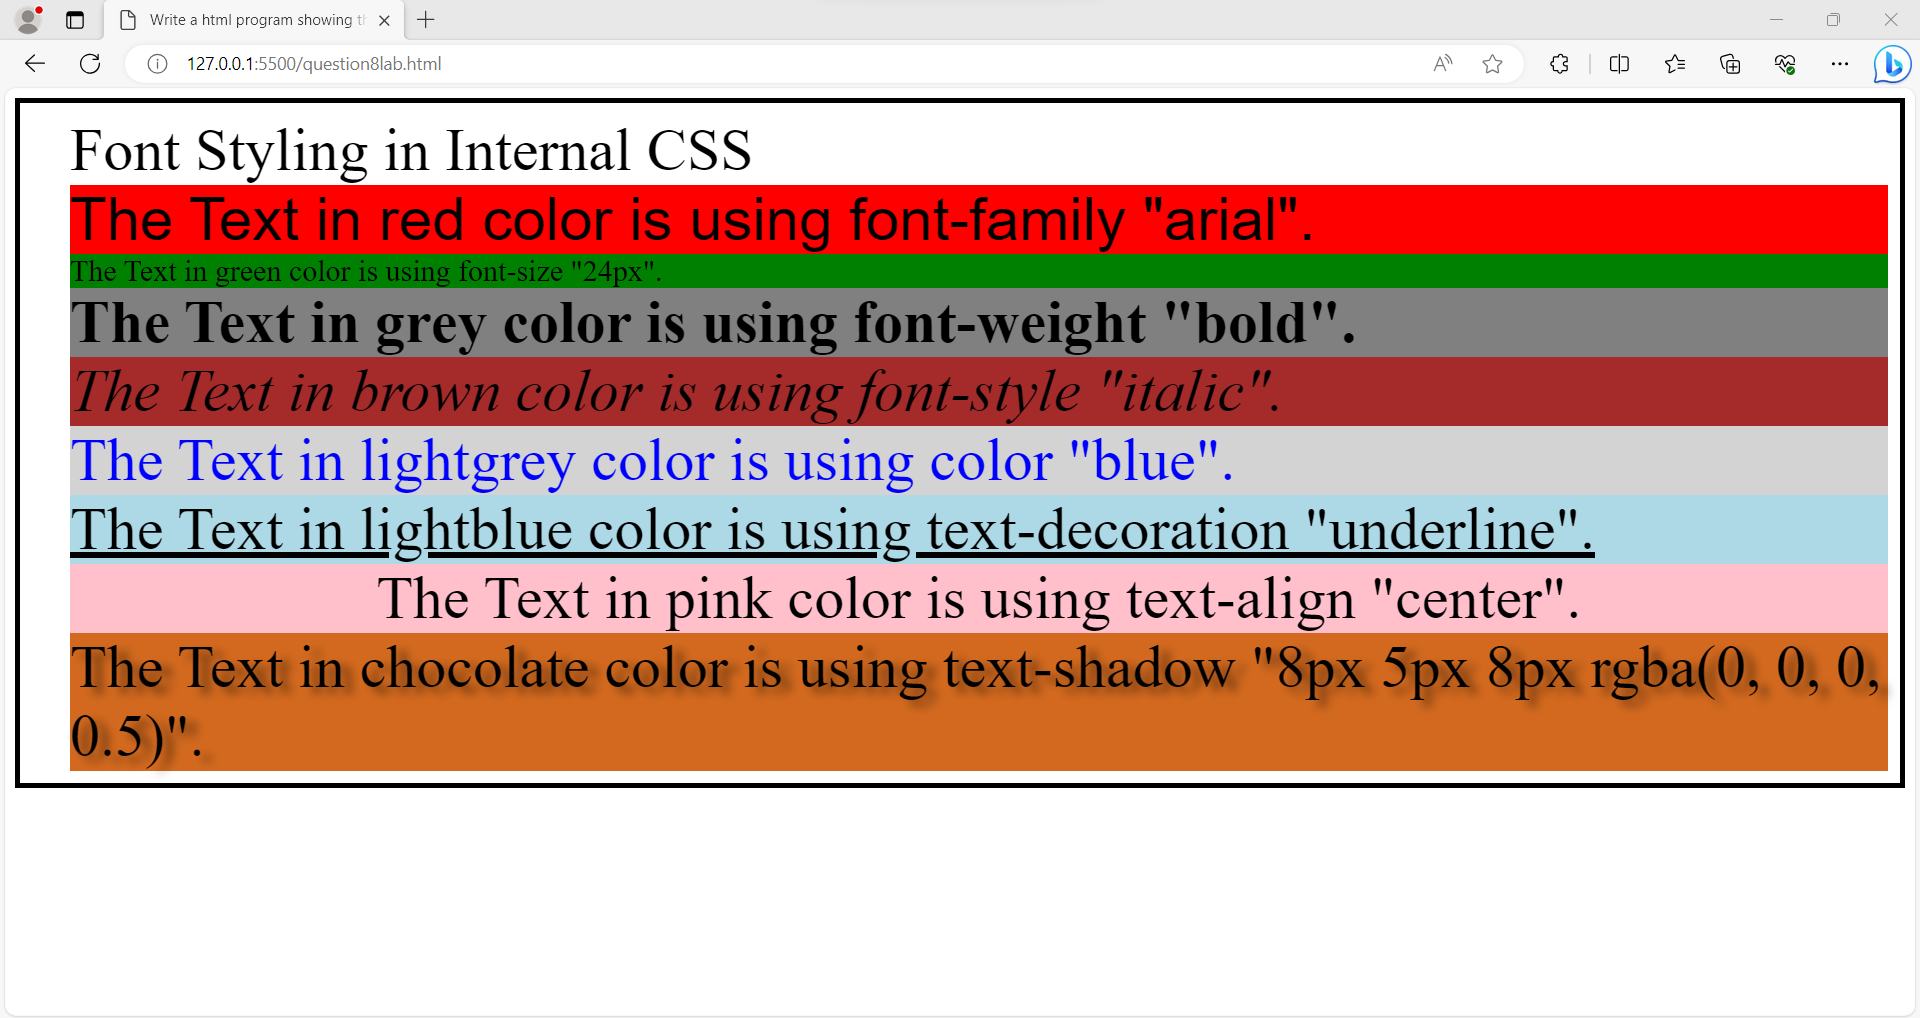 Write a html program showing th
127.0.0.1:5500/question8lab.html
Font Styling in Internal CSS
The Text in red color is using font-family "arial".
The Text in green color is using font-size "24px".
The Text in grey color is using font-weight "bold".
The Text in brown color is using font-style "italic".
The Text in lightgrey color is using color "blue".
The Text in lightblue color is using text-decoration "underline".
The Text in pink color is using text-align "center".
The Text in chocolate color is using text-shadow "8px 5px 8px rgba(0, 0, 0,
0.5)".